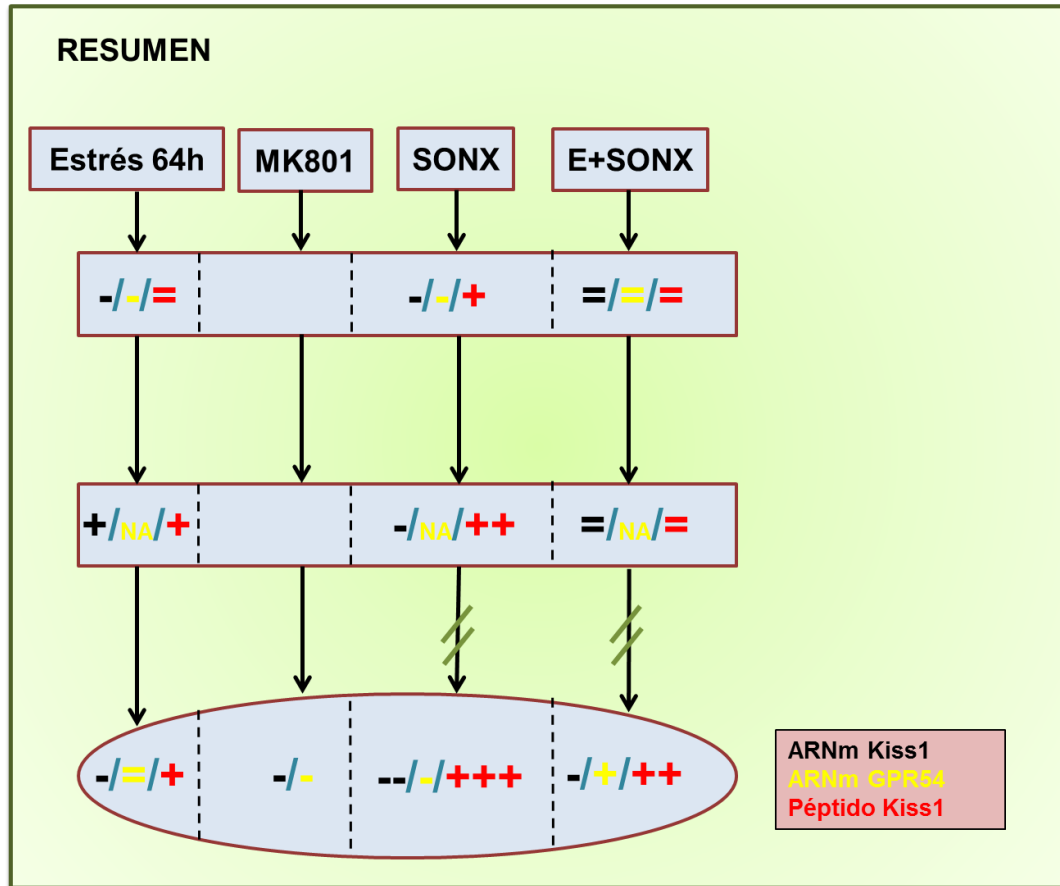 RESUMEN
Estrés 64h MK801 SONX E+SONX
-/-/= -/-/+ =/=/=
+/NA/+ -/NA/++ =/NA/=
-/=/+ -/- --/-/+++ -/+/++
ARNm Kiss1
ARNm GPR54
Péptido Kiss1